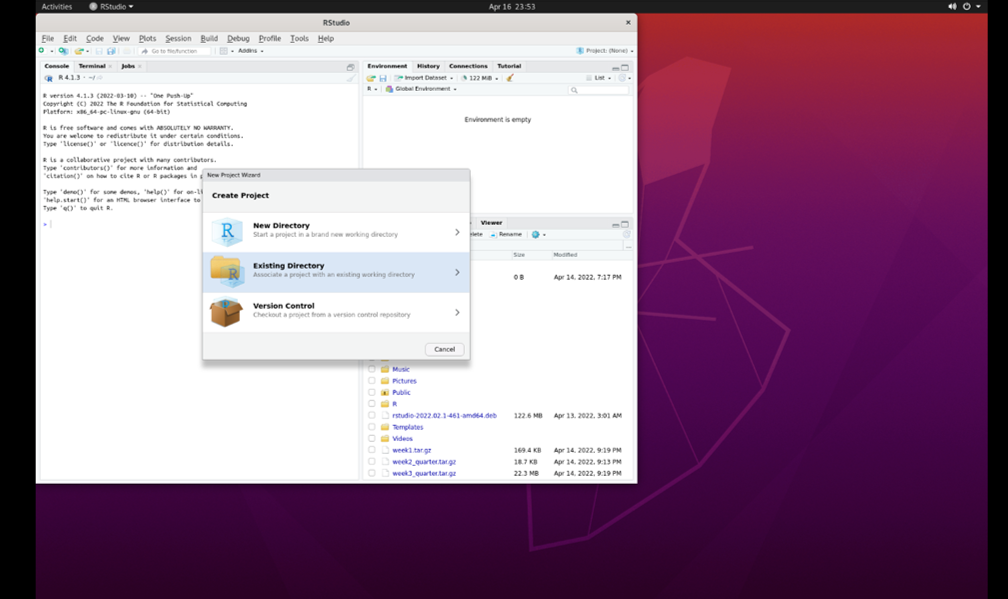 Activities RStudio Apr 16 23:53
RStudio
File Edit Code View Plots Session Build Debug Profile Tools Help
Go to file/function Addins Project: (None)
Console Terminal Jobs
R 4.1.3 · ~/
R version 4.1.3 (2022-03-10) -- "One Push-Up"
Copyright (C) 2022 The R Foundation for Statistical Computing
Platform: x86_64-pc-linux-gnu (64-bit)
R is free software and comes with ABSOLUTELY NO WARRANTY.
You are welcome to redistribute it under certain conditions.
Type 'license()' or 'licence()' for distribution details.
R is a collaborative project with many contributors.
Type 'contributors()' for more information and
'citation()' on how to cite R or R packages in p
Type 'demo()' for some demos, 'help()' for on-li
'help.start()' for an HTML browser interface to
Type 'q()' to quit R.
>
Environment History Connections Tutorial
Import Dataset 122 MiB List
R Global Environment
Environment is empty
New Project Wizard
Create Project
R
New Directory
Start a project in a brand new working directory
R
Existing Directory
Associate a project with an existing working directory
Version Control
Checkout a project from a version control repository
Cancel
Viewer
lete Rename
Size Modified
0 B Apr 14, 2022, 7:17 PM
Music
Pictures
Public
R
rstudio-2022.02.1-461-amd64.deb 122.6 MB Apr 13, 2022, 3:01 AM
Templates
Videos
week1.tar.gz 169.4 KB Apr 14, 2022, 9:19 PM
week2_quarter.tar.gz 18.7 KB Apr 14, 2022, 9:13 PM
week3_quarter.tar.gz 22.3 MB Apr 14, 2022, 9:19 PM